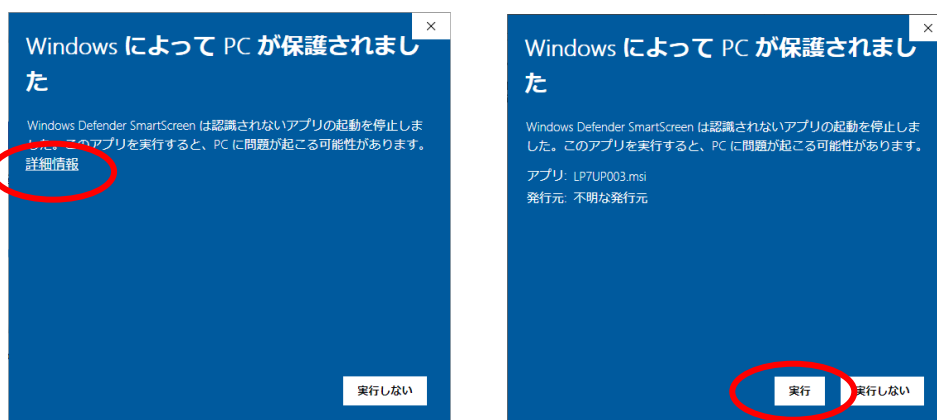 Windows によって PC が保護されまし
た
Windows Defender SmartScreen は認識されないアプリの起動を停止しま
した。このアプリを実行すると、PC に問題が起こる可能性があります。
詳細情報
実行しない
Windows によって PC が保護されまし
た
Windows Defender SmartScreen は認識されないアプリの起動を停止しま
した。このアプリを実行すると、PC に問題が起こる可能性があります。
アプリ: LP7UP003.msi
発行元: 不明な発行元
実行 実行しない